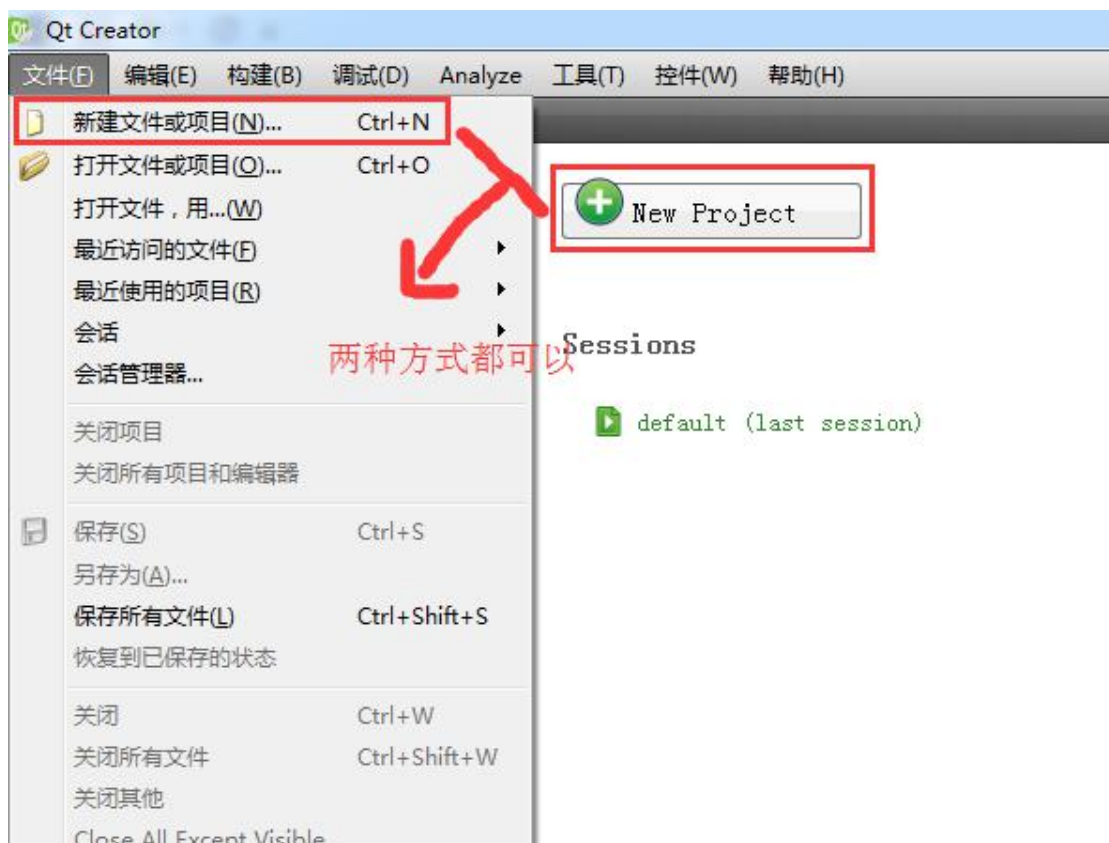 Qt Creator
文件(F) 编辑(E) 构建(B) 调试(D) Analyze 工具(T) 控件(W) 帮助(H)
新建文件或项目(N)... Ctrl+N
打开文件或项目(O)... Ctrl+O
打开文件，用...(W)
最近访问的文件(F)
最近使用的项目(R)
会话
会话管理器...
关闭项目
关闭所有项目和编辑器
保存(S) Ctrl+S
另存为(A)...
保存所有文件(L) Ctrl+Shift+S
恢复到已保存的状态
关闭 Ctrl+W
关闭所有文件 Ctrl+Shift+W
关闭其他
Close All Except Visible
New Project
两种方式都可以
Sessions
default (last session)